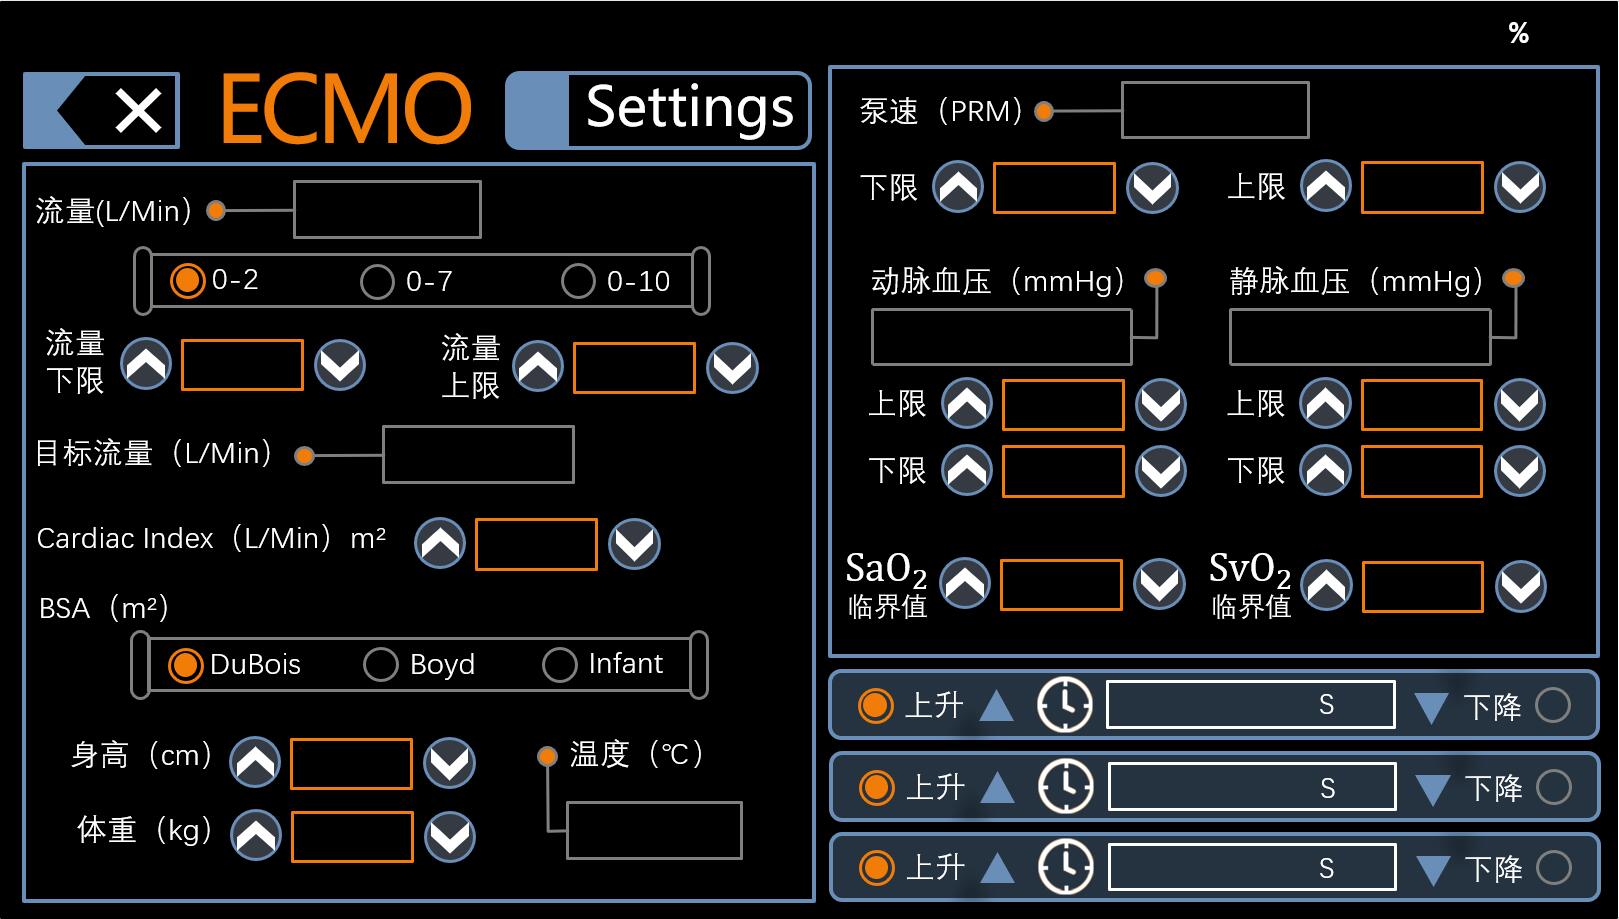 %
ECMO
Settings
流量(L/Min）
0-2
0-7
0-10
流量
下限
流量
上限
目标流量（L/Min）
Cardiac Index（L/Min）m²
BSA（m²）
DuBois
Boyd
Infant
身高（cm）
温度（℃）
体重（kg）
泵速（PRM）
下限
上限
动脉血压（mmHg）
静脉血压（mmHg）
上限
上限
下限
下限
SaO₂
临界值
SvO₂
临界值
上升
S
下降
上升
S
下降
上升
S
下降